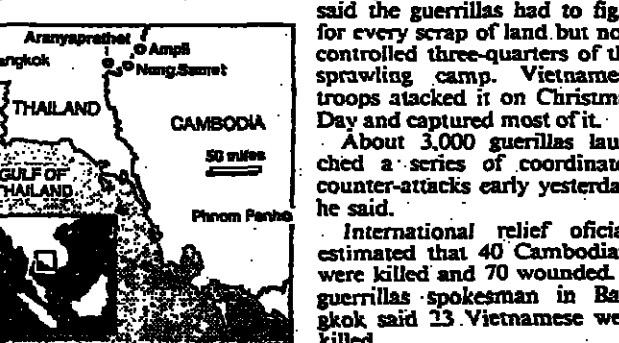 Aranyaprathet
Ampil
ngkok
Nong Samet
THAILAND
CAMBODIA
50 miles
GULF OF
THAILAND
Phnom Penh
said the guerrillas had to fig
for every scrap of land but no
controlled three-quarters of th
sprawling camp. Vietname
troops atacked it on Christm
Day and captured most of it.
About 3,000 guerillas lau
ched a series of coordinate
counter-attacks early yesterda
he said.
International relief oficia
estimated that 40 Cambodia
were killed and 70 wounded.
guerrillas spokesman in Ba
gkok said 23 Vietnamese we
killed